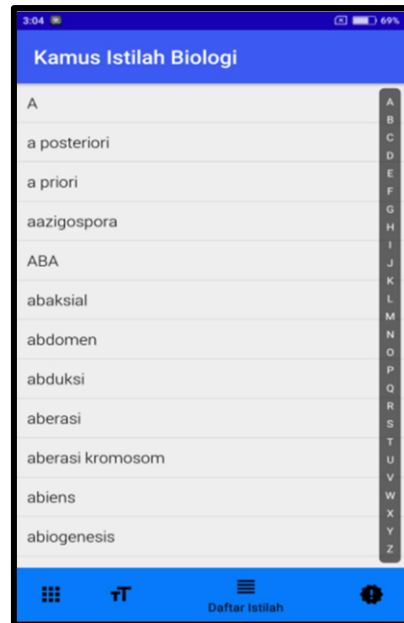 3:04
69%
Kamus Istilah Biologi
A
a posteriori
a priori
aazigospora
ABA
abaksial
abdomen
abduksi
aberasi
aberasi kromosom
abiens
abiogenesis
A
B
C
D
E
F
G
H
I
J
K
L
M
N
O
P
Q
R
S
T
U
V
W
X
Y
Z
Daftar Istilah